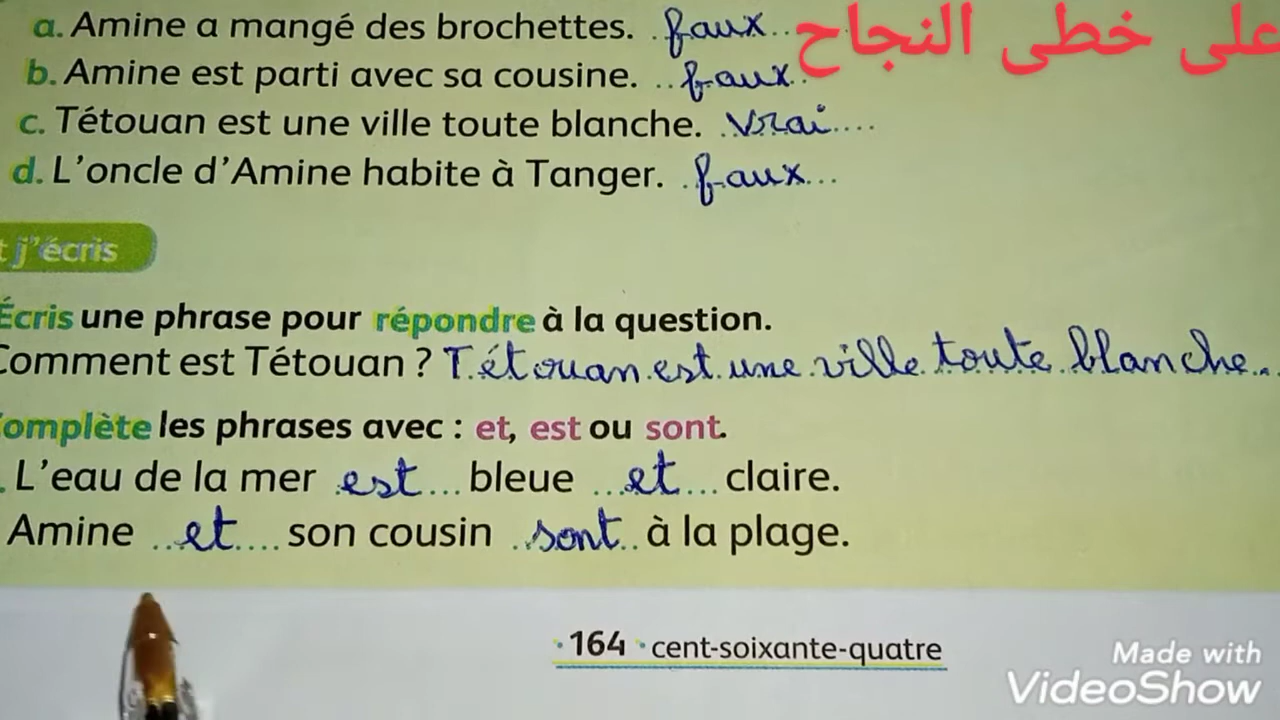 a. Amine a mangé des brochettes. faux
على خطى النجاح
b. Amine est parti avec sa cousine. faux
c. Tétouan est une ville toute blanche. vrai
d. L'oncle d'Amine habite à Tanger. faux
t j'écris
Écris une phrase pour répondre à la question.
Comment est Tétouan ? Tétouan est une ville toute blanche.
Complète les phrases avec : et, est ou sont.
L'eau de la mer est bleue et claire.
Amine et son cousin sont à la plage.
164 cent-soixante-quatre
Made with
VideoShow